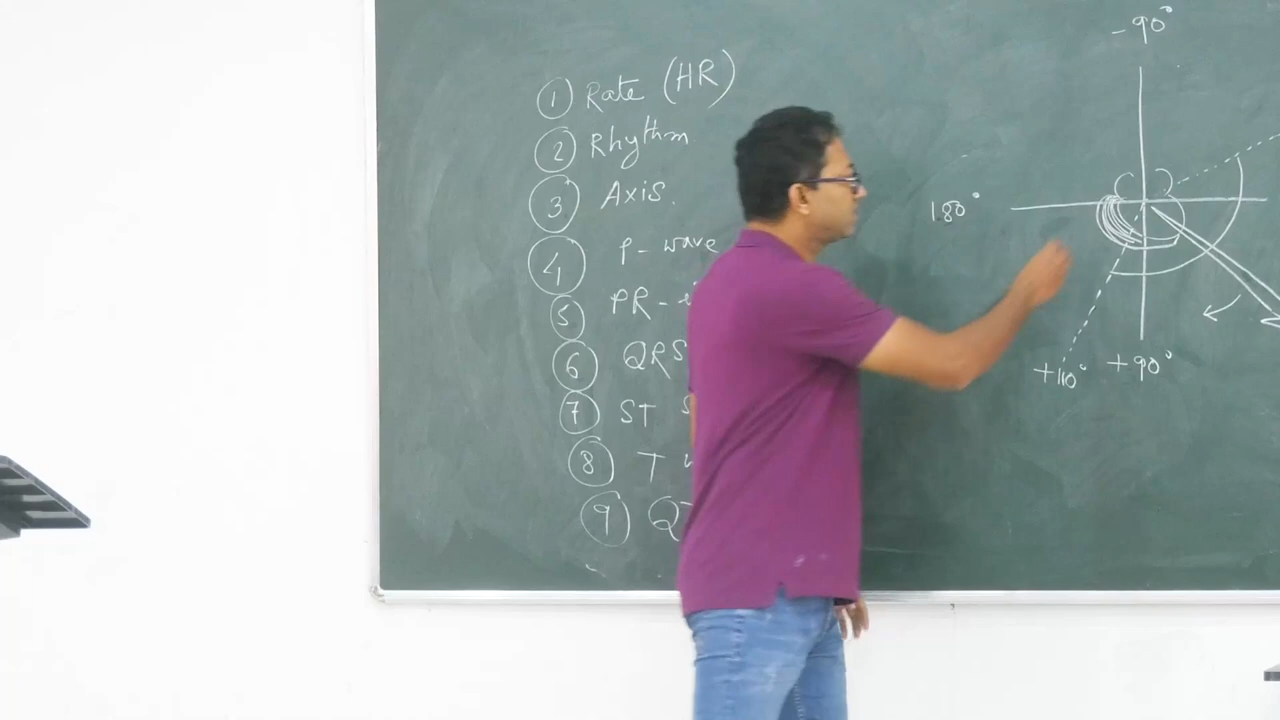 ① Rate (HR)
② Rhythm
③ Axis.
④ P-wave
⑤ PR-
⑥ QRS
⑦ ST
⑧ T
⑨
-90°
180°
+110°
+90°